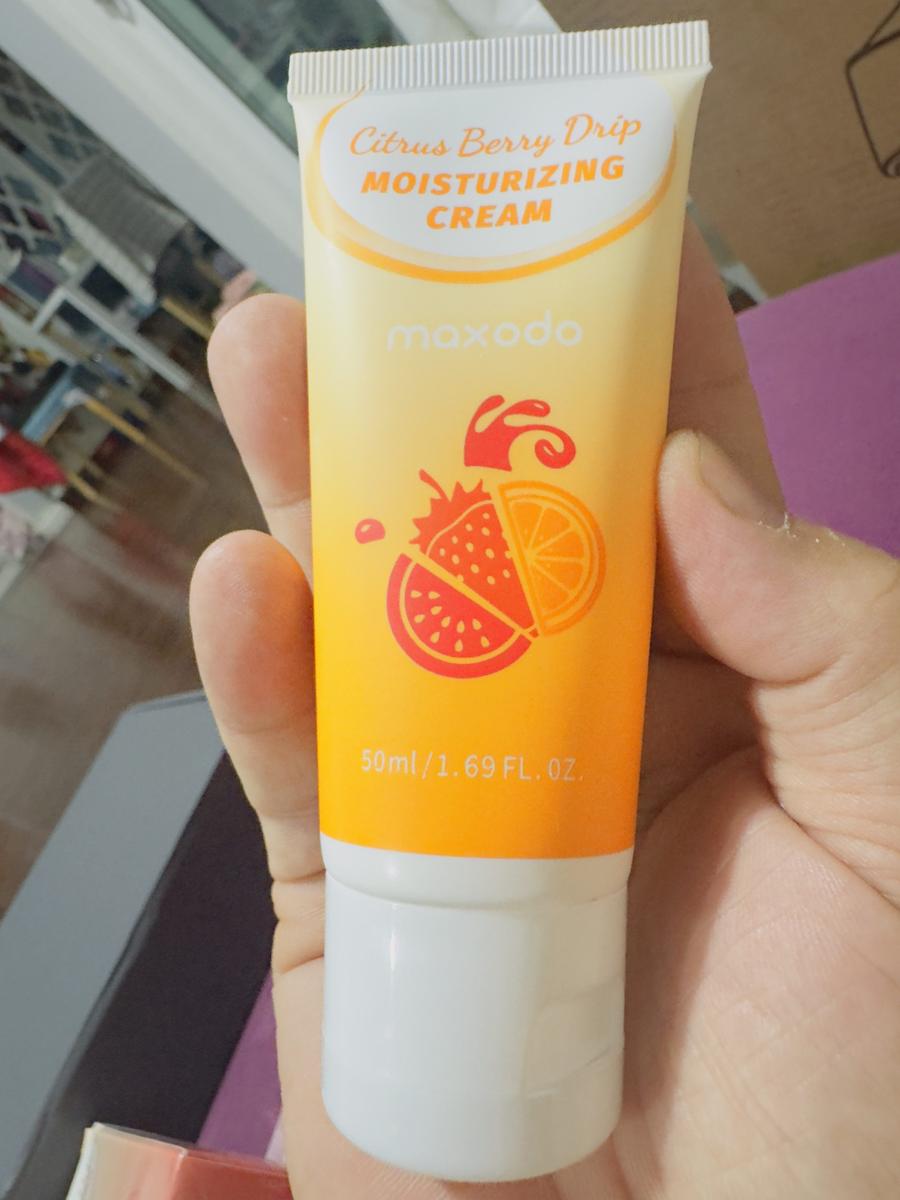 Citrus Berry Drip
MOISTURIZING
CREAM
maxodo
50ml/1.69 FL. OZ.